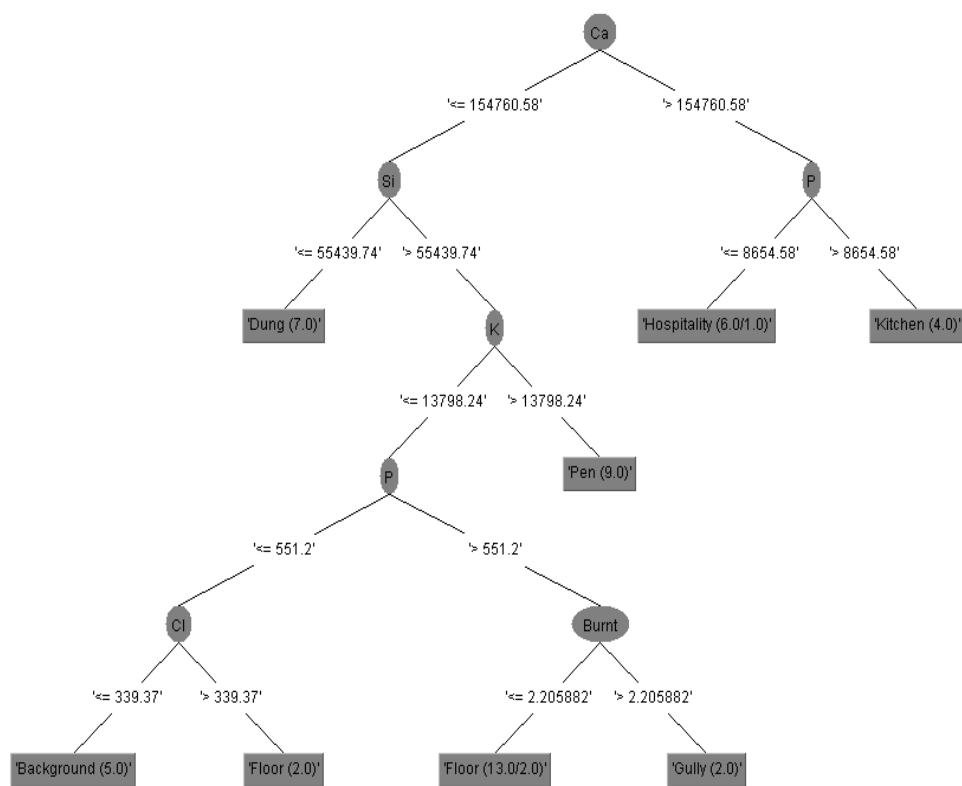 Ca
'<= 154760.58' '> 154760.58'
Si P
'<= 55439.74' '> 55439.74' '<= 8654.58' '> 8654.58'
'Dung (7.0)' K 'Hospitality (6.0/1.0)' 'Kitchen (4.0)'
'<= 13798.24' '> 13798.24'
P 'Pen (9.0)'
'<= 551.2' '> 551.2'
Cl Burnt
'<= 339.37' '> 339.37' '<= 2.205882' '> 2.205882'
'Background (5.0)' 'Floor (2.0)' 'Floor (13.0/2.0)' 'Gully (2.0)'